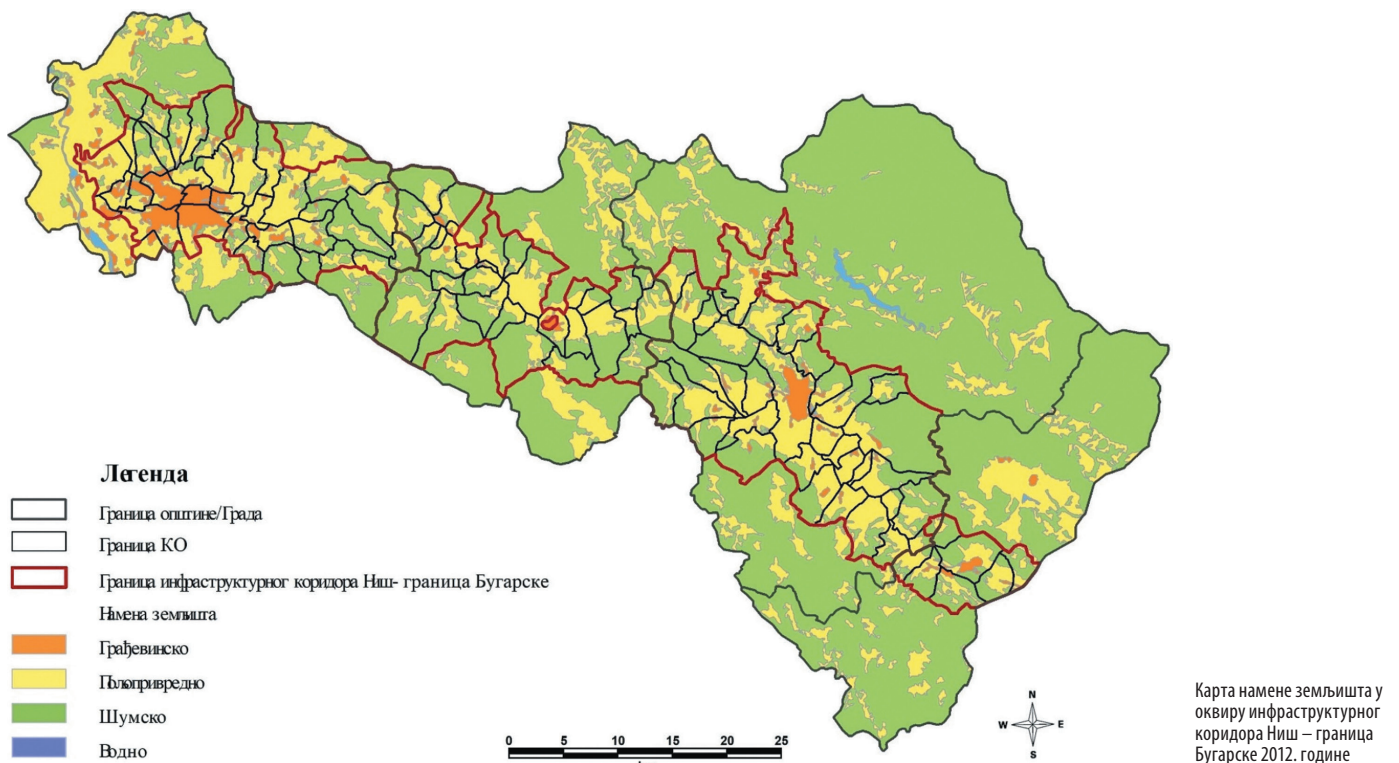 Легенда
Граница општине/Града
Граница КО
Граница инфраструктурног коридора Ниш- граница Бугарске
Намена земљишта
Грађевинско
Пољопривредно
Шумско
Водно
0 5 10 15 20 25
N
W E
S
Карта намене земљишта у
оквиру инфраструктурног
коридора Ниш – граница
Бугарске 2012. године